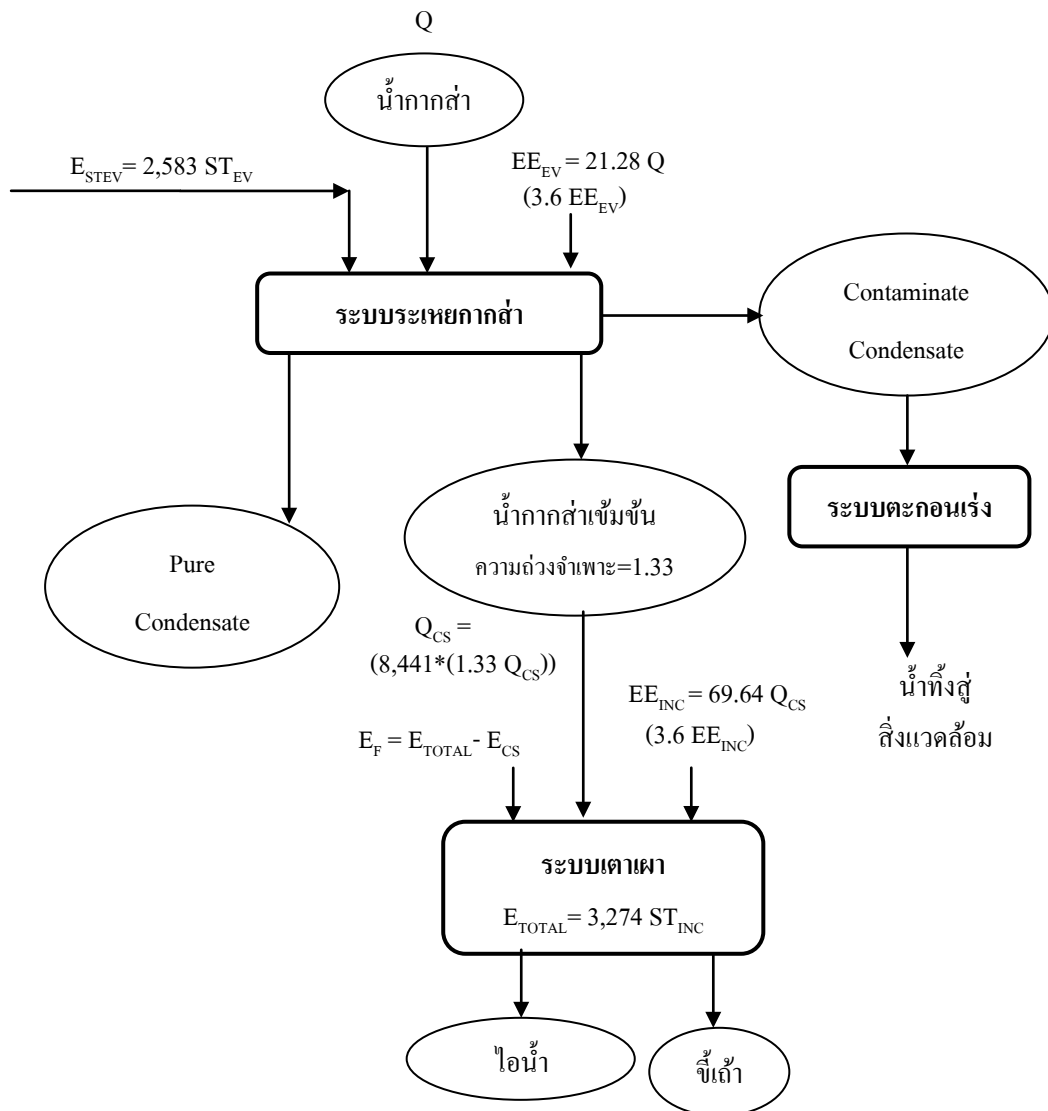 Q
น้ำกากส่า
E_STEV= 2,583 ST_EV
EE_EV = 21.28 Q
(3.6 EE_EV)
ระบบระเหยกากส่า
Contaminate
Condensate
Pure
Condensate
น้ำกากส่าเข้มข้น
ความถ่วงจำเพาะ=1.33
ระบบตะกอนเร่ง
Q_CS =
(8,441*(1.33 Q_CS))
EE_INC = 69.64 Q_CS
(3.6 EE_INC)
น้ำทิ้งสู่
สิ่งแวดล้อม
E_F = E_TOTAL- E_CS
ระบบเตาเผา
E_TOTAL= 3,274 ST_INC
ไอน้ำ
ขี้เถ้า